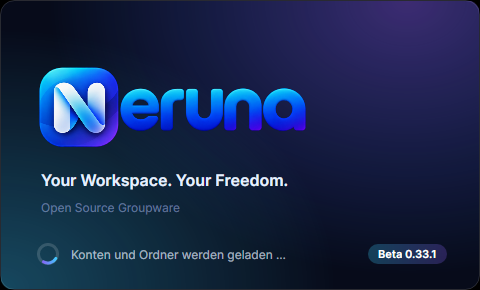 Neruna
Your Workspace. Your Freedom.
Open Source Groupware
Konten und Ordner werden geladen ...
Beta 0.33.1